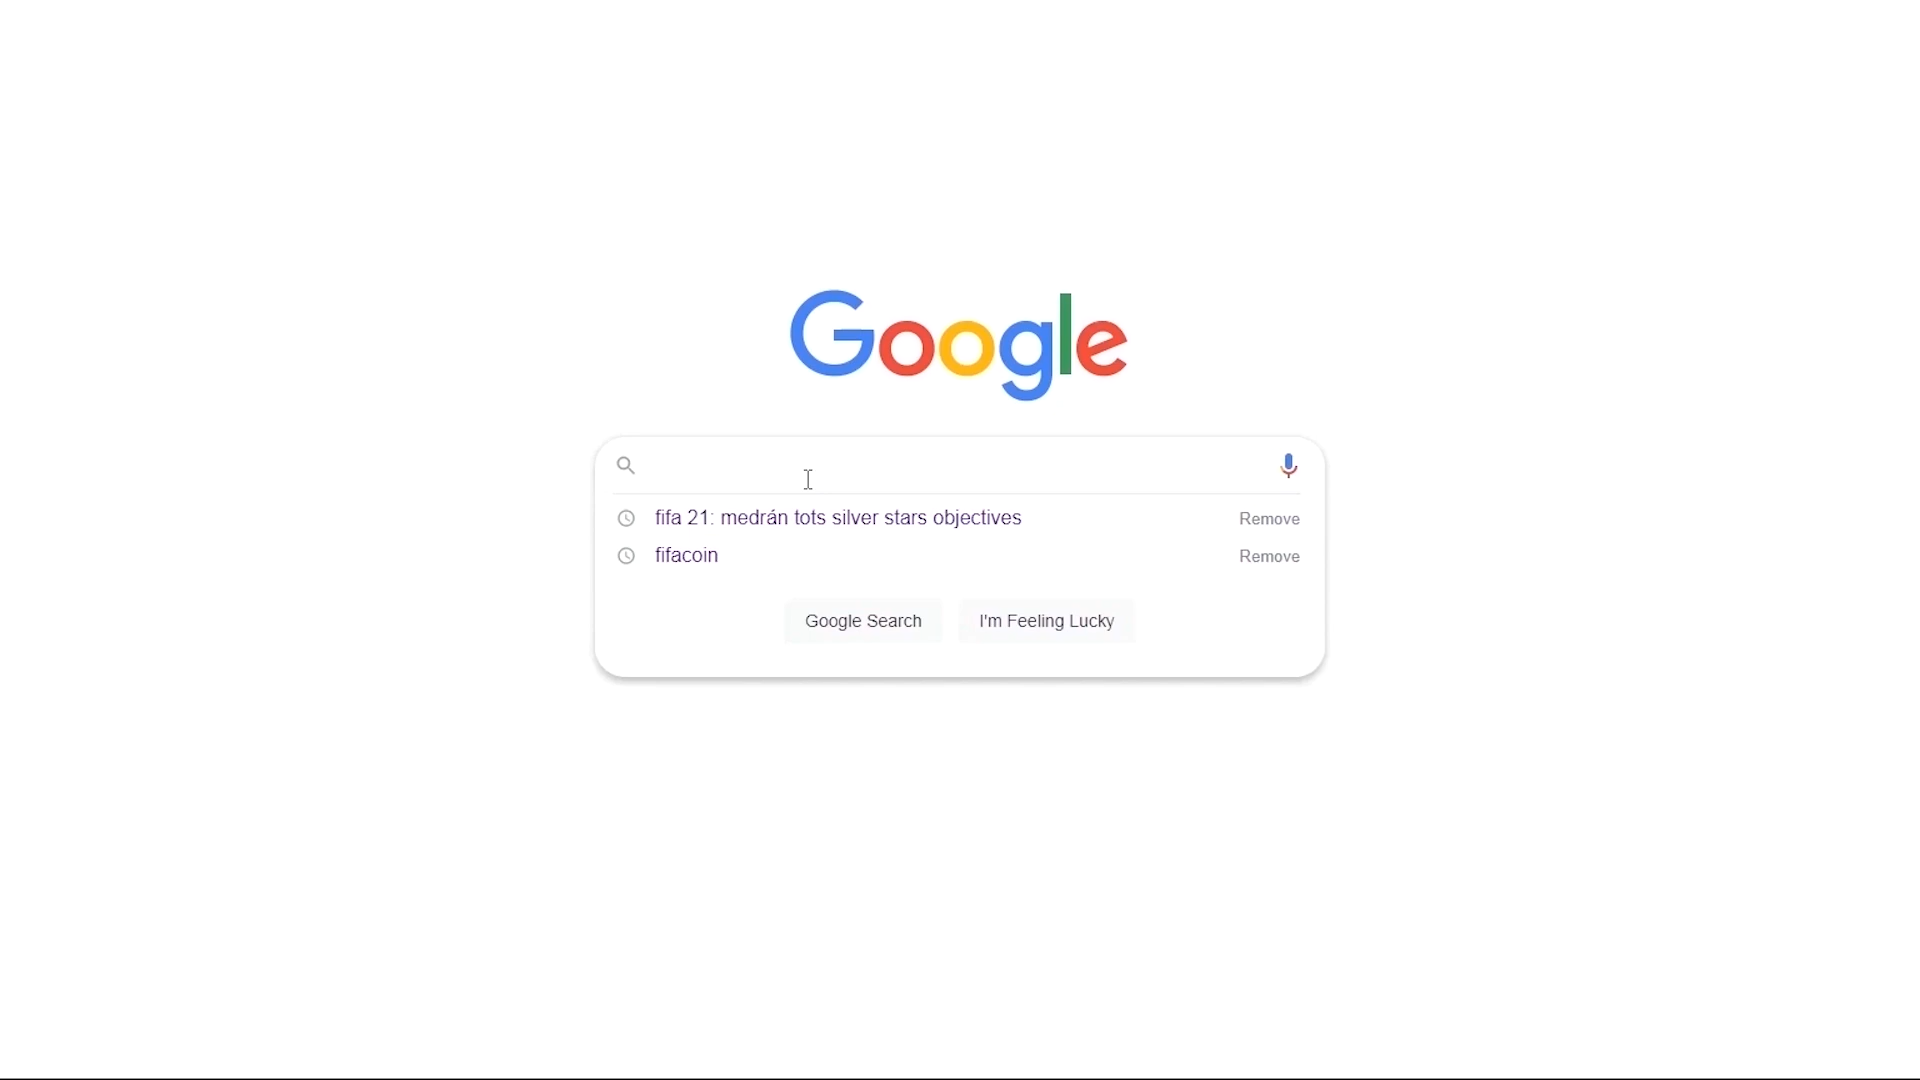 Google
fifa 21: medrán tots silver stars objectives Remove
fifacoin Remove
Google Search I'm Feeling Lucky